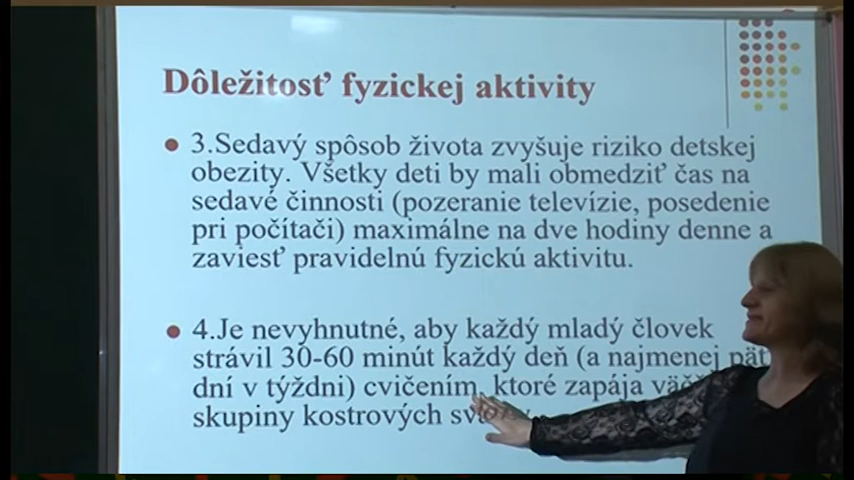 Dôležitosť fyzickej aktivity
3.Sedavý spôsob života zvyšuje riziko detskej
obezity. Všetky deti by mali obmedziť čas na
sedavé činnosti (pozeranie televízie, posedenie
pri počítači) maximálne na dve hodiny denne a
zaviesť pravidelnú fyzickú aktivitu.
4.Je nevyhnutné, aby každý mladý človek
strávil 30-60 minút každý deň (a najmenej päť
dní v týždni) cvičením, ktoré zapája
skupiny kostrových